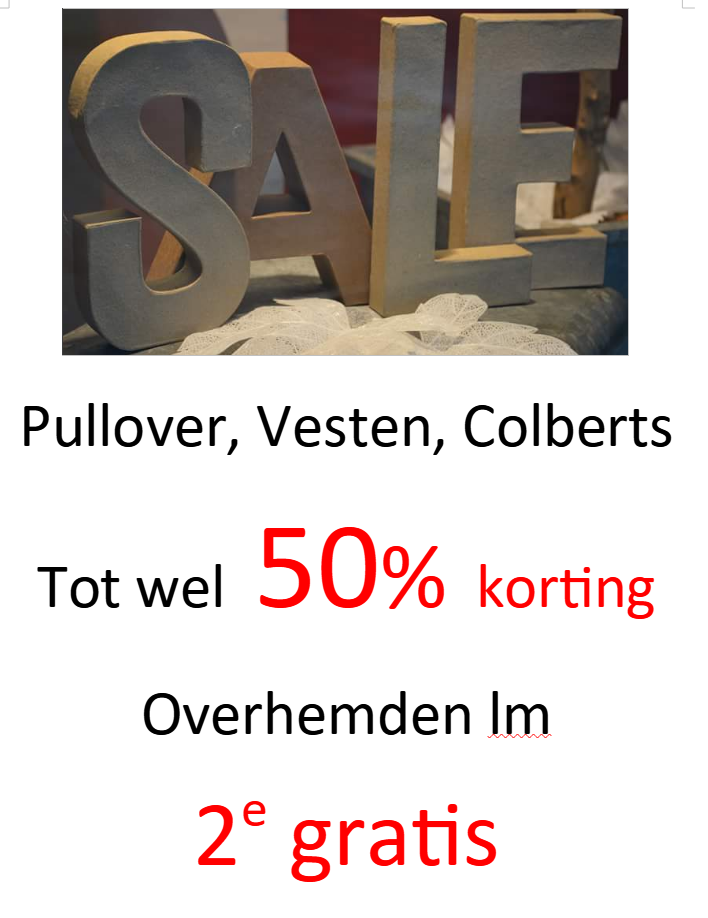 SALE
Pullover, Vesten, Colberts
Tot wel 50% korting
Overhemden lm
2e gratis